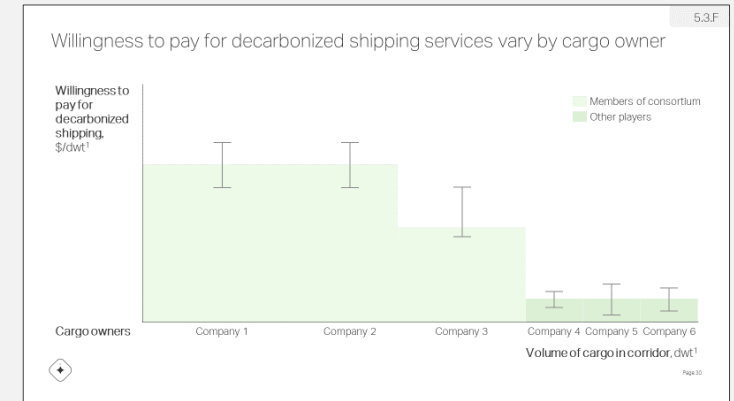 5.3.F
Willingness to pay for decarbonized shipping services vary by cargo owner
Willingness to
pay for
decarbonized
shipping,
$/dwt¹
Members of consortium
Other players
Cargo owners
Company 1
Company 2
Company 3
Company 4
Company 5
Company 6
Volume of cargo in corridor, dwt¹
Page 30